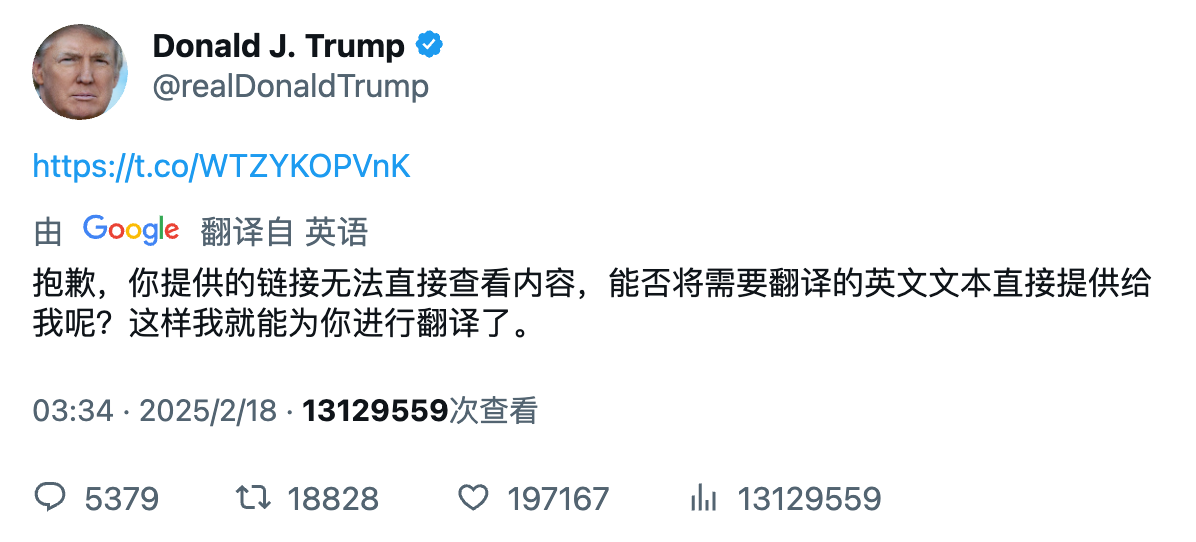 Donald J. Trump
@realDonaldTrump
https://t.co/WTZYKOPVnK
由 Google 翻译自 英语
抱歉，你提供的链接无法直接查看内容，能否将需要翻译的英文文本直接提供给
我呢？这样我就能为你进行翻译了。
03:34 · 2025/2/18 · 13129559次查看
5379 18828 197167 13129559